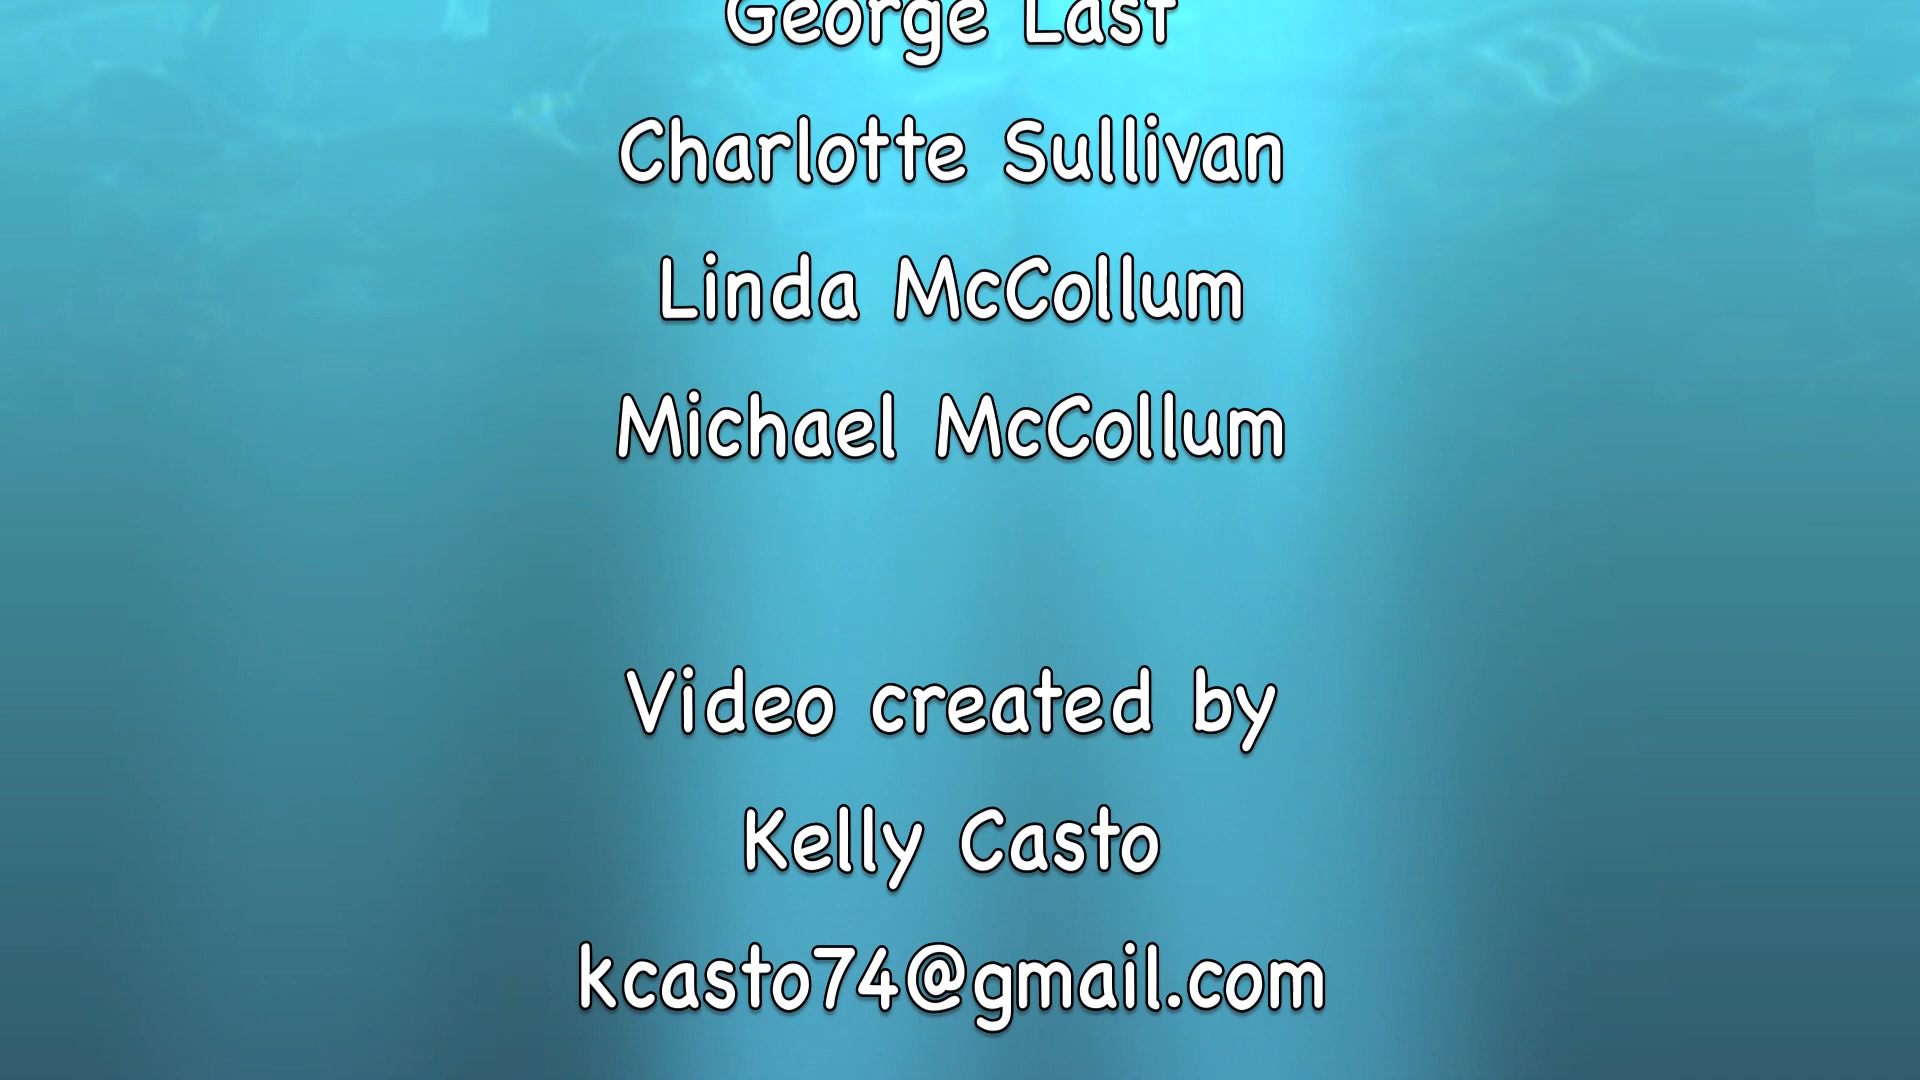 George Last
Charlotte Sullivan
Linda McCollum
Michael McCollum
Video created by
Kelly Casto
kcasto74@gmail.com